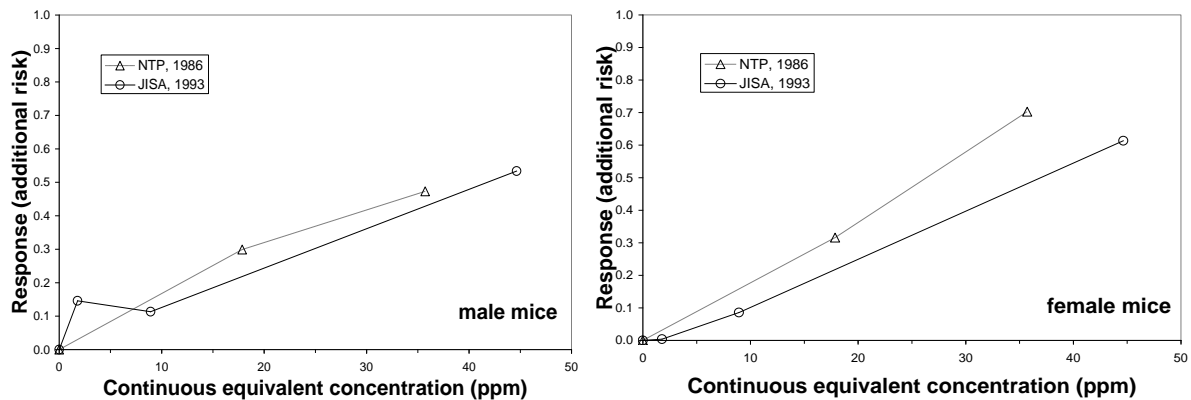 Response (additional risk)
1.0
0.9
0.8
0.7
0.6
0.5
0.4
0.3
0.2
0.1
0.0
NTP, 1986
JISA, 1993
male mice
0 10 20 30 40 50
Continuous equivalent concentration (ppm)
Response (additional risk)
1.0
0.9
0.8
0.7
0.6
0.5
0.4
0.3
0.2
0.1
0.0
NTP, 1986
JISA, 1993
female mice
0 10 20 30 40 50
Continuous equivalent concentration (ppm)